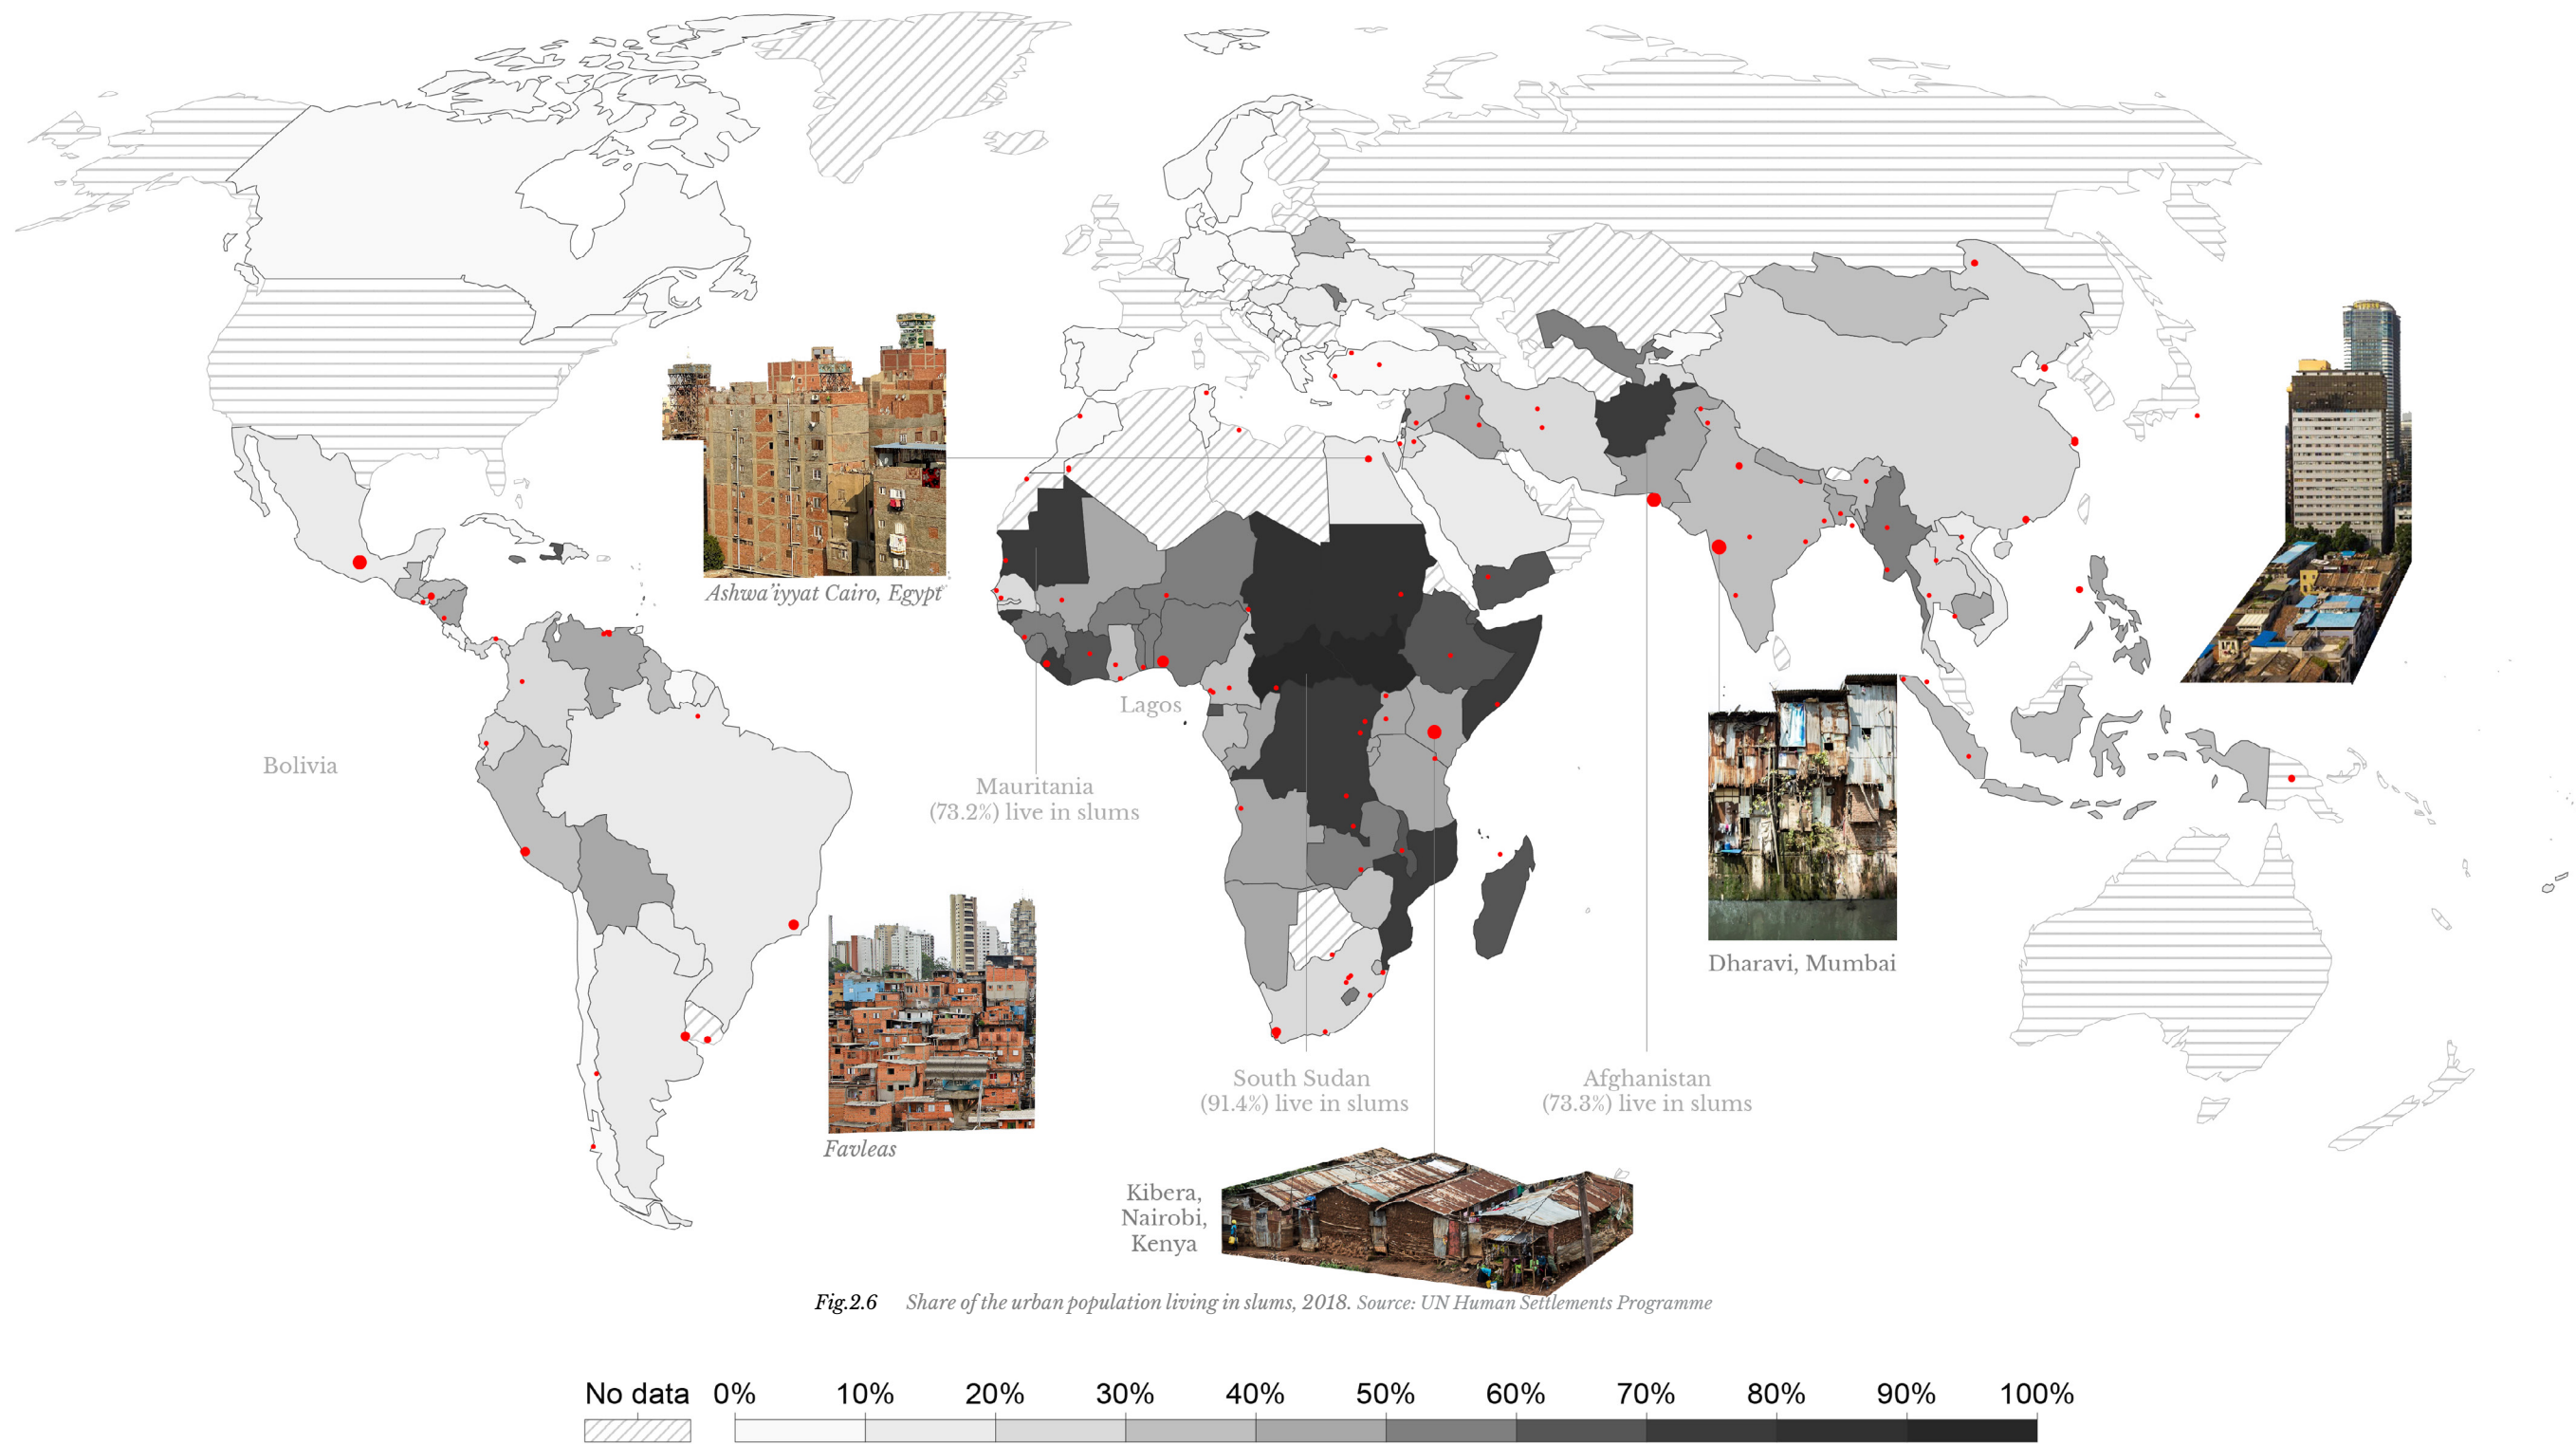 Ashwa'iyyat Cairo, Egypt
Lagos
Bolivia
Mauritania
(73.2%) live in slums
Dharavi, Mumbai
South Sudan
(91.4%) live in slums
Afghanistan
(73.3%) live in slums
Favleas
Kibera,
Nairobi,
Kenya
Fig.2.6 Share of the urban population living in slums, 2018. Source: UN Human Settlements Programme
No data 0% 10% 20% 30% 40% 50% 60% 70% 80% 90% 100%